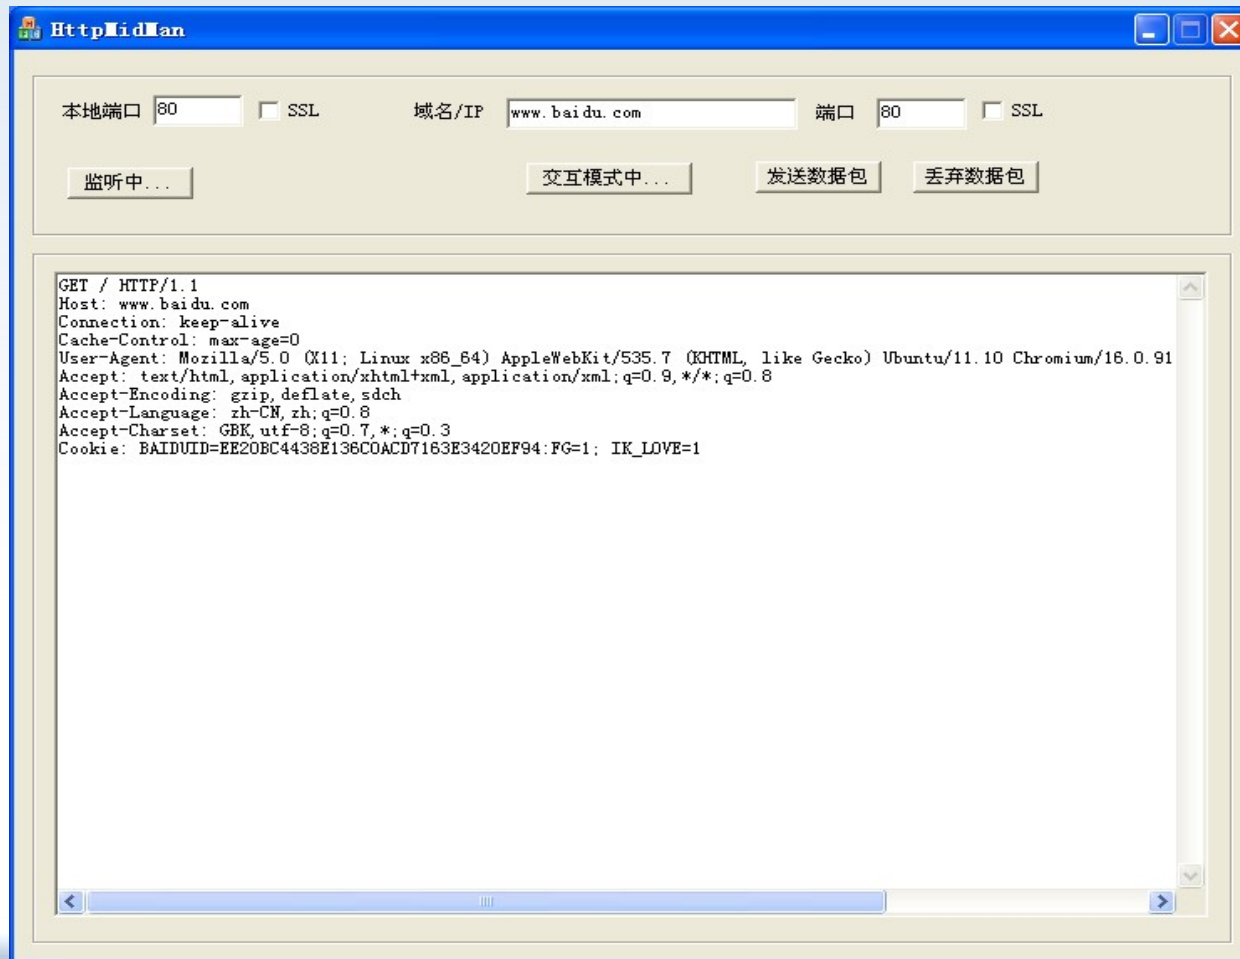 HttpMidMan
本地端口 80 SSL 域名/IP www.baidu.com 端口 80 SSL
监听中... 交互模式中... 发送数据包 丢弃数据包
GET / HTTP/1.1
Host: www.baidu.com
Connection: keep-alive
Cache-Control: max-age=0
User-Agent: Mozilla/5.0 (X11; Linux x86_64) AppleWebKit/535.7 (KHTML, like Gecko) Ubuntu/11.10 Chromium/16.0.91
Accept: text/html,application/xhtml+xml,application/xml;q=0.9,*/*;q=0.8
Accept-Encoding: gzip,deflate,sdch
Accept-Language: zh-CN,zh;q=0.8
Accept-Charset: GBK,utf-8;q=0.7,*;q=0.3
Cookie: BAIDUID=EE20BC4438E136C0ACD7163E3420EF94:FG=1; IK_LOVE=1